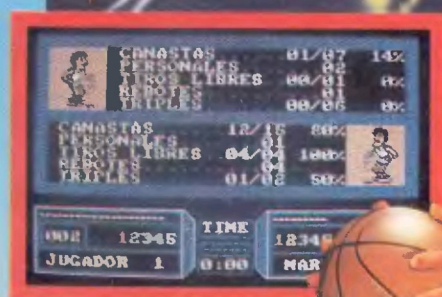 CANASTAS 01/07 14%
PERSONALES 02
TIROS LIBRES 00/01 0%
REBOTES 01
TRIPLES 00/06 0%
CANASTAS 12/15 80%
PERSONALES 01
TIROS LIBRES 04/04 100%
REBOTES
TRIPLES 01/02 50%
TIME
002 12345 1234
JUGADOR 1 0:00 MAR